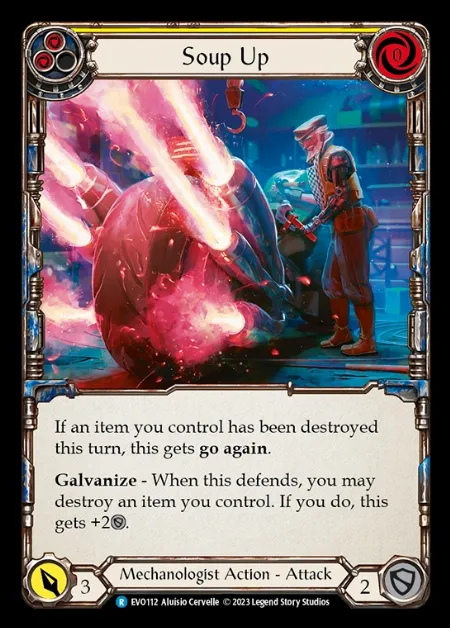 Soup Up
0
If an item you control has been destroyed
this turn, this gets go again.
Galvanize - When this defends, you may
destroy an item you control. If you do, this
gets +2.
3
Mechanologist Action - Attack
2
R EVO112 Aluisio Cervelle © 2023 Legend Story Studios